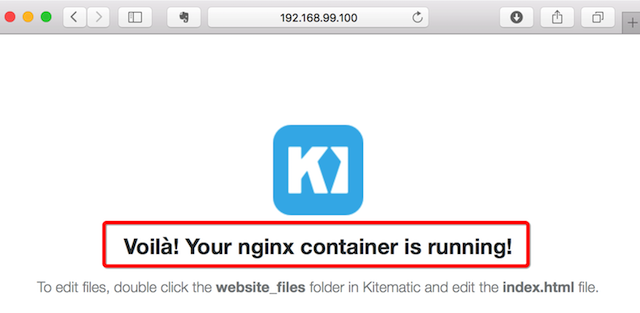 192.168.99.100
KI
Voilà! Your nginx container is running!
To edit files, double click the website_files folder in Kitematic and edit the index.html file.